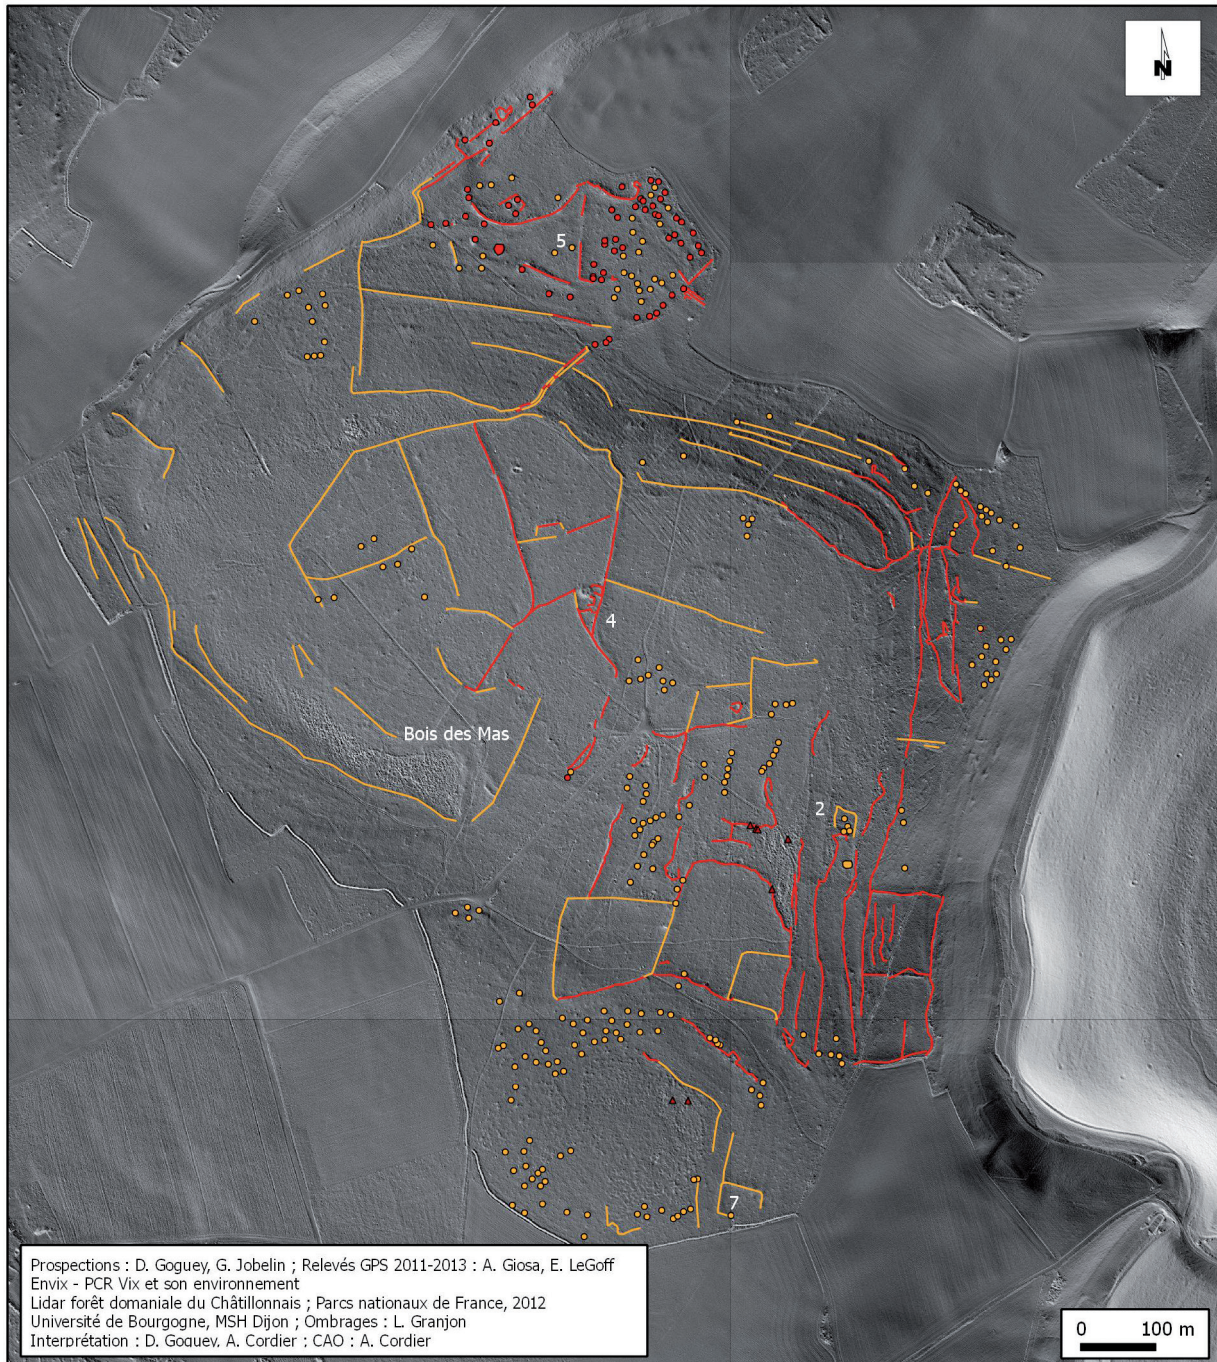 N
5
4
Bois des Mas
2
7
Prospections : D. Goguey, G. Jobelin ; Relevés GPS 2011-2013 : A. Giosa, E. LeGoff
Envix - PCR Vix et son environnement
Lidar forêt domaniale du Châtillonnais ; Parcs nationaux de France, 2012
Université de Bourgogne, MSH Dijon ; Ombrages : L. Granjon
Interprétation : D. Goguey, A. Cordier ; CAO : A. Cordier
0 100 m